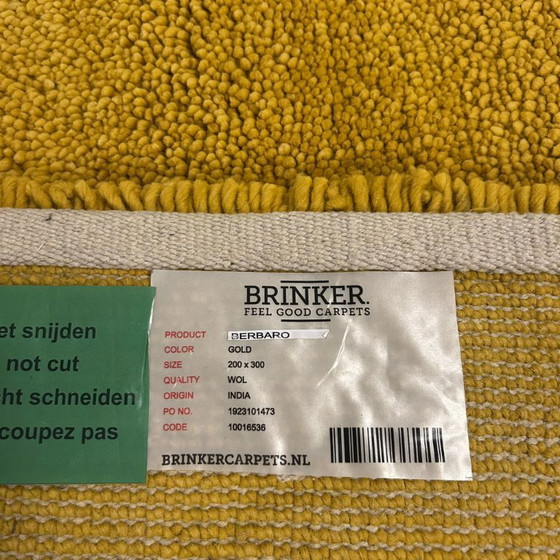 et snijden
not cut
ht schneiden
coupez pas
BRINKER.
FEEL GOOD CARPETS
PRODUCT BERBARO
COLOR GOLD
SIZE 200 x 300
QUALITY WOL
ORIGIN INDIA
PO NO. 1923101473
CODE 10016536
BRINKERCARPETS.NL